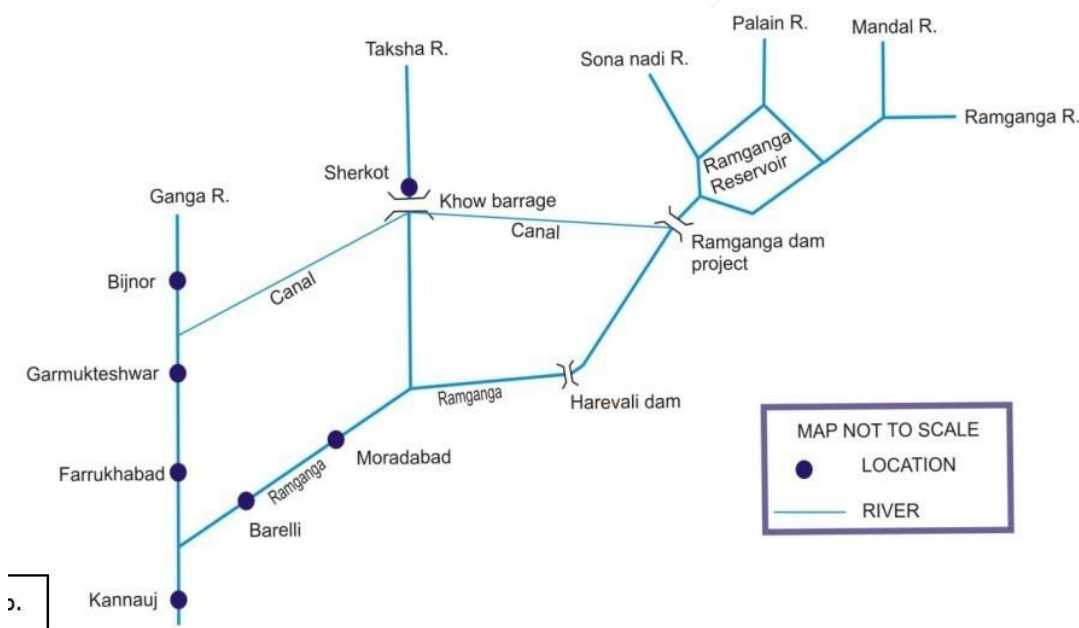 Palain R.
Mandal R.
Taksha R.
Sona nadi R.
Ramganga R.
Ramganga
Reservoir
Sherkot
Ganga R.
Khow barrage
Canal
Ramganga dam
project
Bijnor
Canal
Garmukteshwar
Ramganga
Harevali dam
MAP NOT TO SCALE
Moradabad
LOCATION
Farrukhabad
Ramganga
RIVER
Barelli
Kannauj